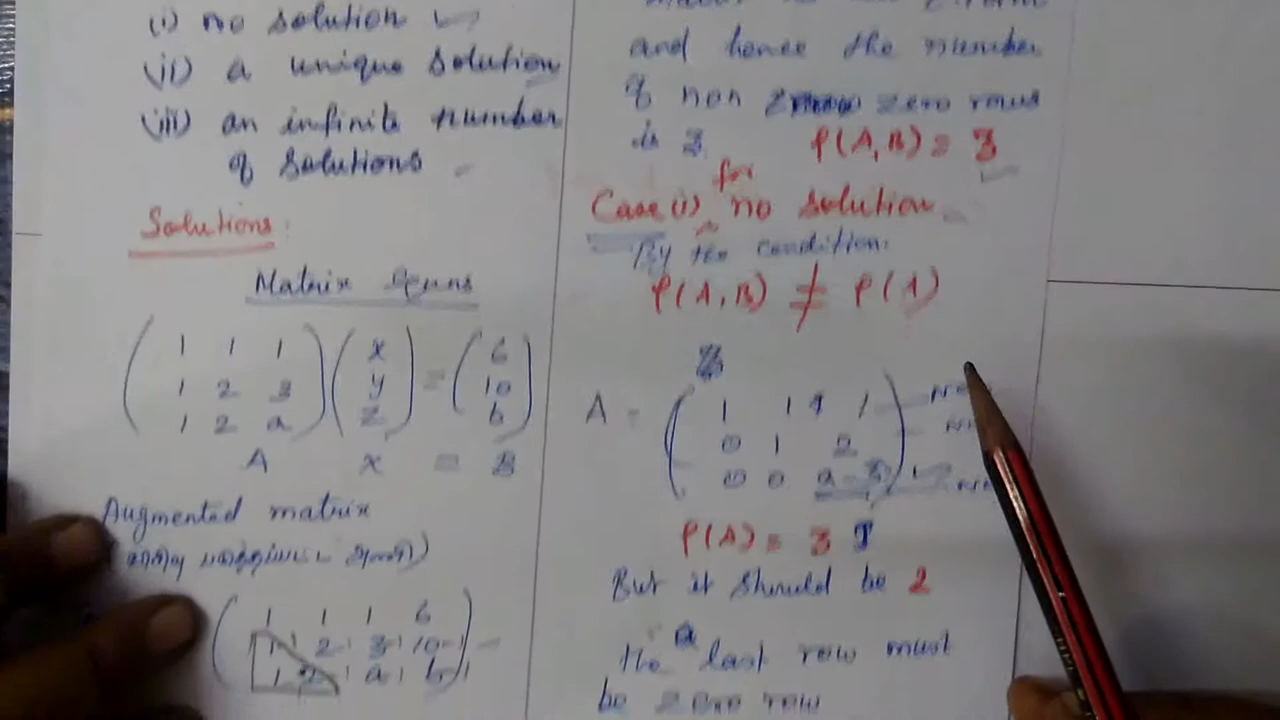 (i) no solution
(ii) a unique solution
(iii) an infinite number
of solutions
Solutions:
Matrix Eqns
( 1 1 1 ) ( x ) = ( 6 )
( 1 2 3 ) ( y ) ( 10 )
( 1 2 a ) ( z ) ( b )
A x = B
Augmented matrix
( 1 1 1 6 )
( 1 2 3 10 )
( 1 2 a b )
and hence the number
of non zero rows
is 3 ρ(A,B) = 3
Case (i) for no solution
By the condition.
ρ(A,B) ≠ ρ(A)
A = ( 1 1 1 )
( 0 1 2 )
( 0 0 a-3 )
ρ(A) = 3
But it should be 2
the last row must
be zero row